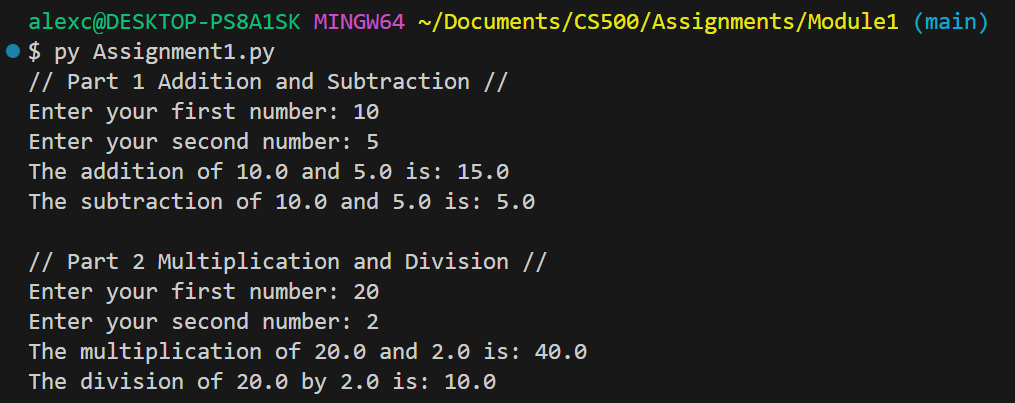 alexc@DESKTOP-PS8A1SK MINGW64 ~/Documents/CS500/Assignments/Module1 (main)
$ py Assignment1.py
// Part 1 Addition and Subtraction //
Enter your first number: 10
Enter your second number: 5
The addition of 10.0 and 5.0 is: 15.0
The subtraction of 10.0 and 5.0 is: 5.0

// Part 2 Multiplication and Division //
Enter your first number: 20
Enter your second number: 2
The multiplication of 20.0 and 2.0 is: 40.0
The division of 20.0 by 2.0 is: 10.0